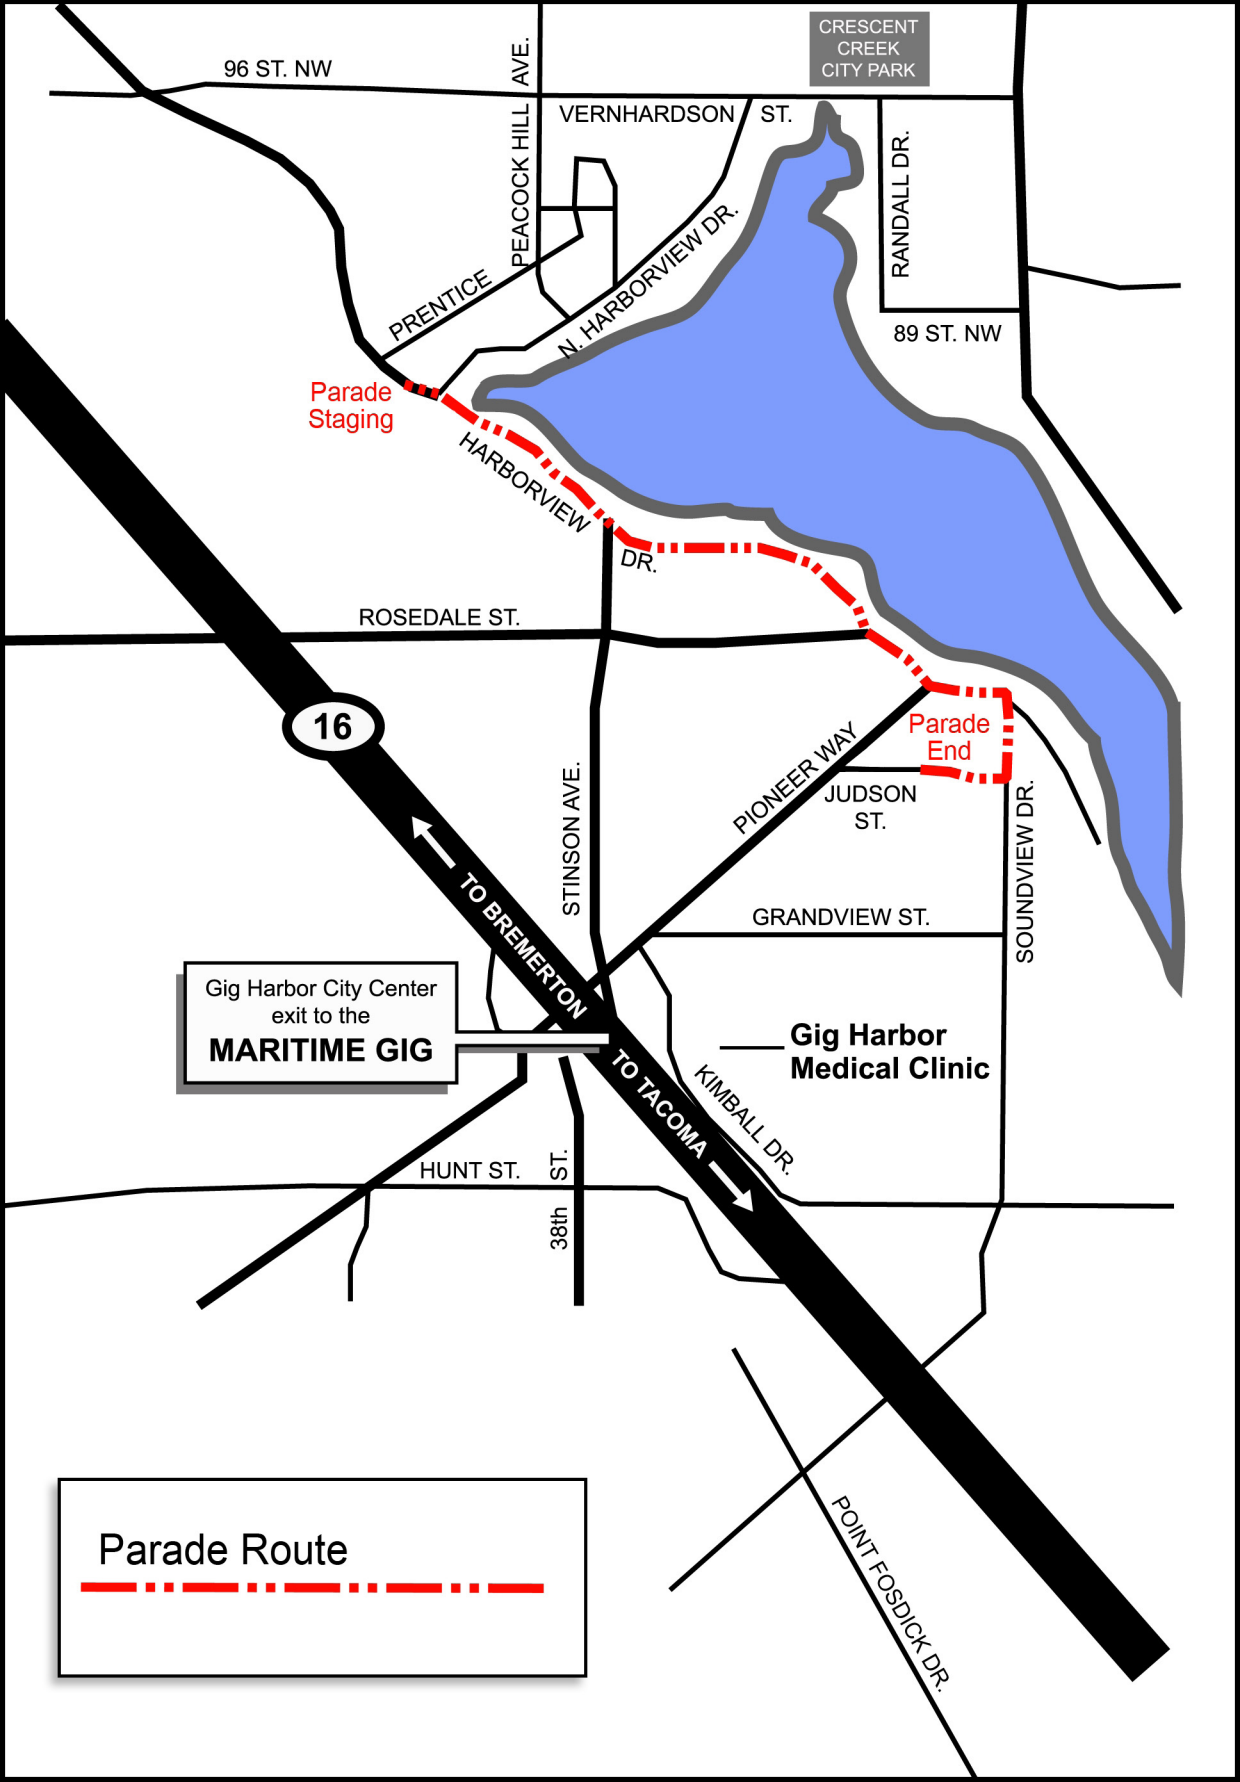 CRESCENT
CREEK
CITY PARK
96 ST. NW
PEACOCK HILL AVE.
VERNHARDSON ST.
RANDALL DR.
N. HARBORVIEW DR.
PRENTICE
89 ST. NW
Parade
Staging
HARBORVIEW
DR.
ROSEDALE ST.
16
Parade
End
PIONEER WAY
JUDSON
ST.
STINSON AVE.
SOUNDVIEW DR.
TO BREMERTON
GRANDVIEW ST.
Gig Harbor City Center
exit to the
MARITIME GIG
Gig Harbor
Medical Clinic
TO TACOMA
KIMBALL DR.
HUNT ST.
38th ST.
POINT FOSDICK DR.
Parade Route